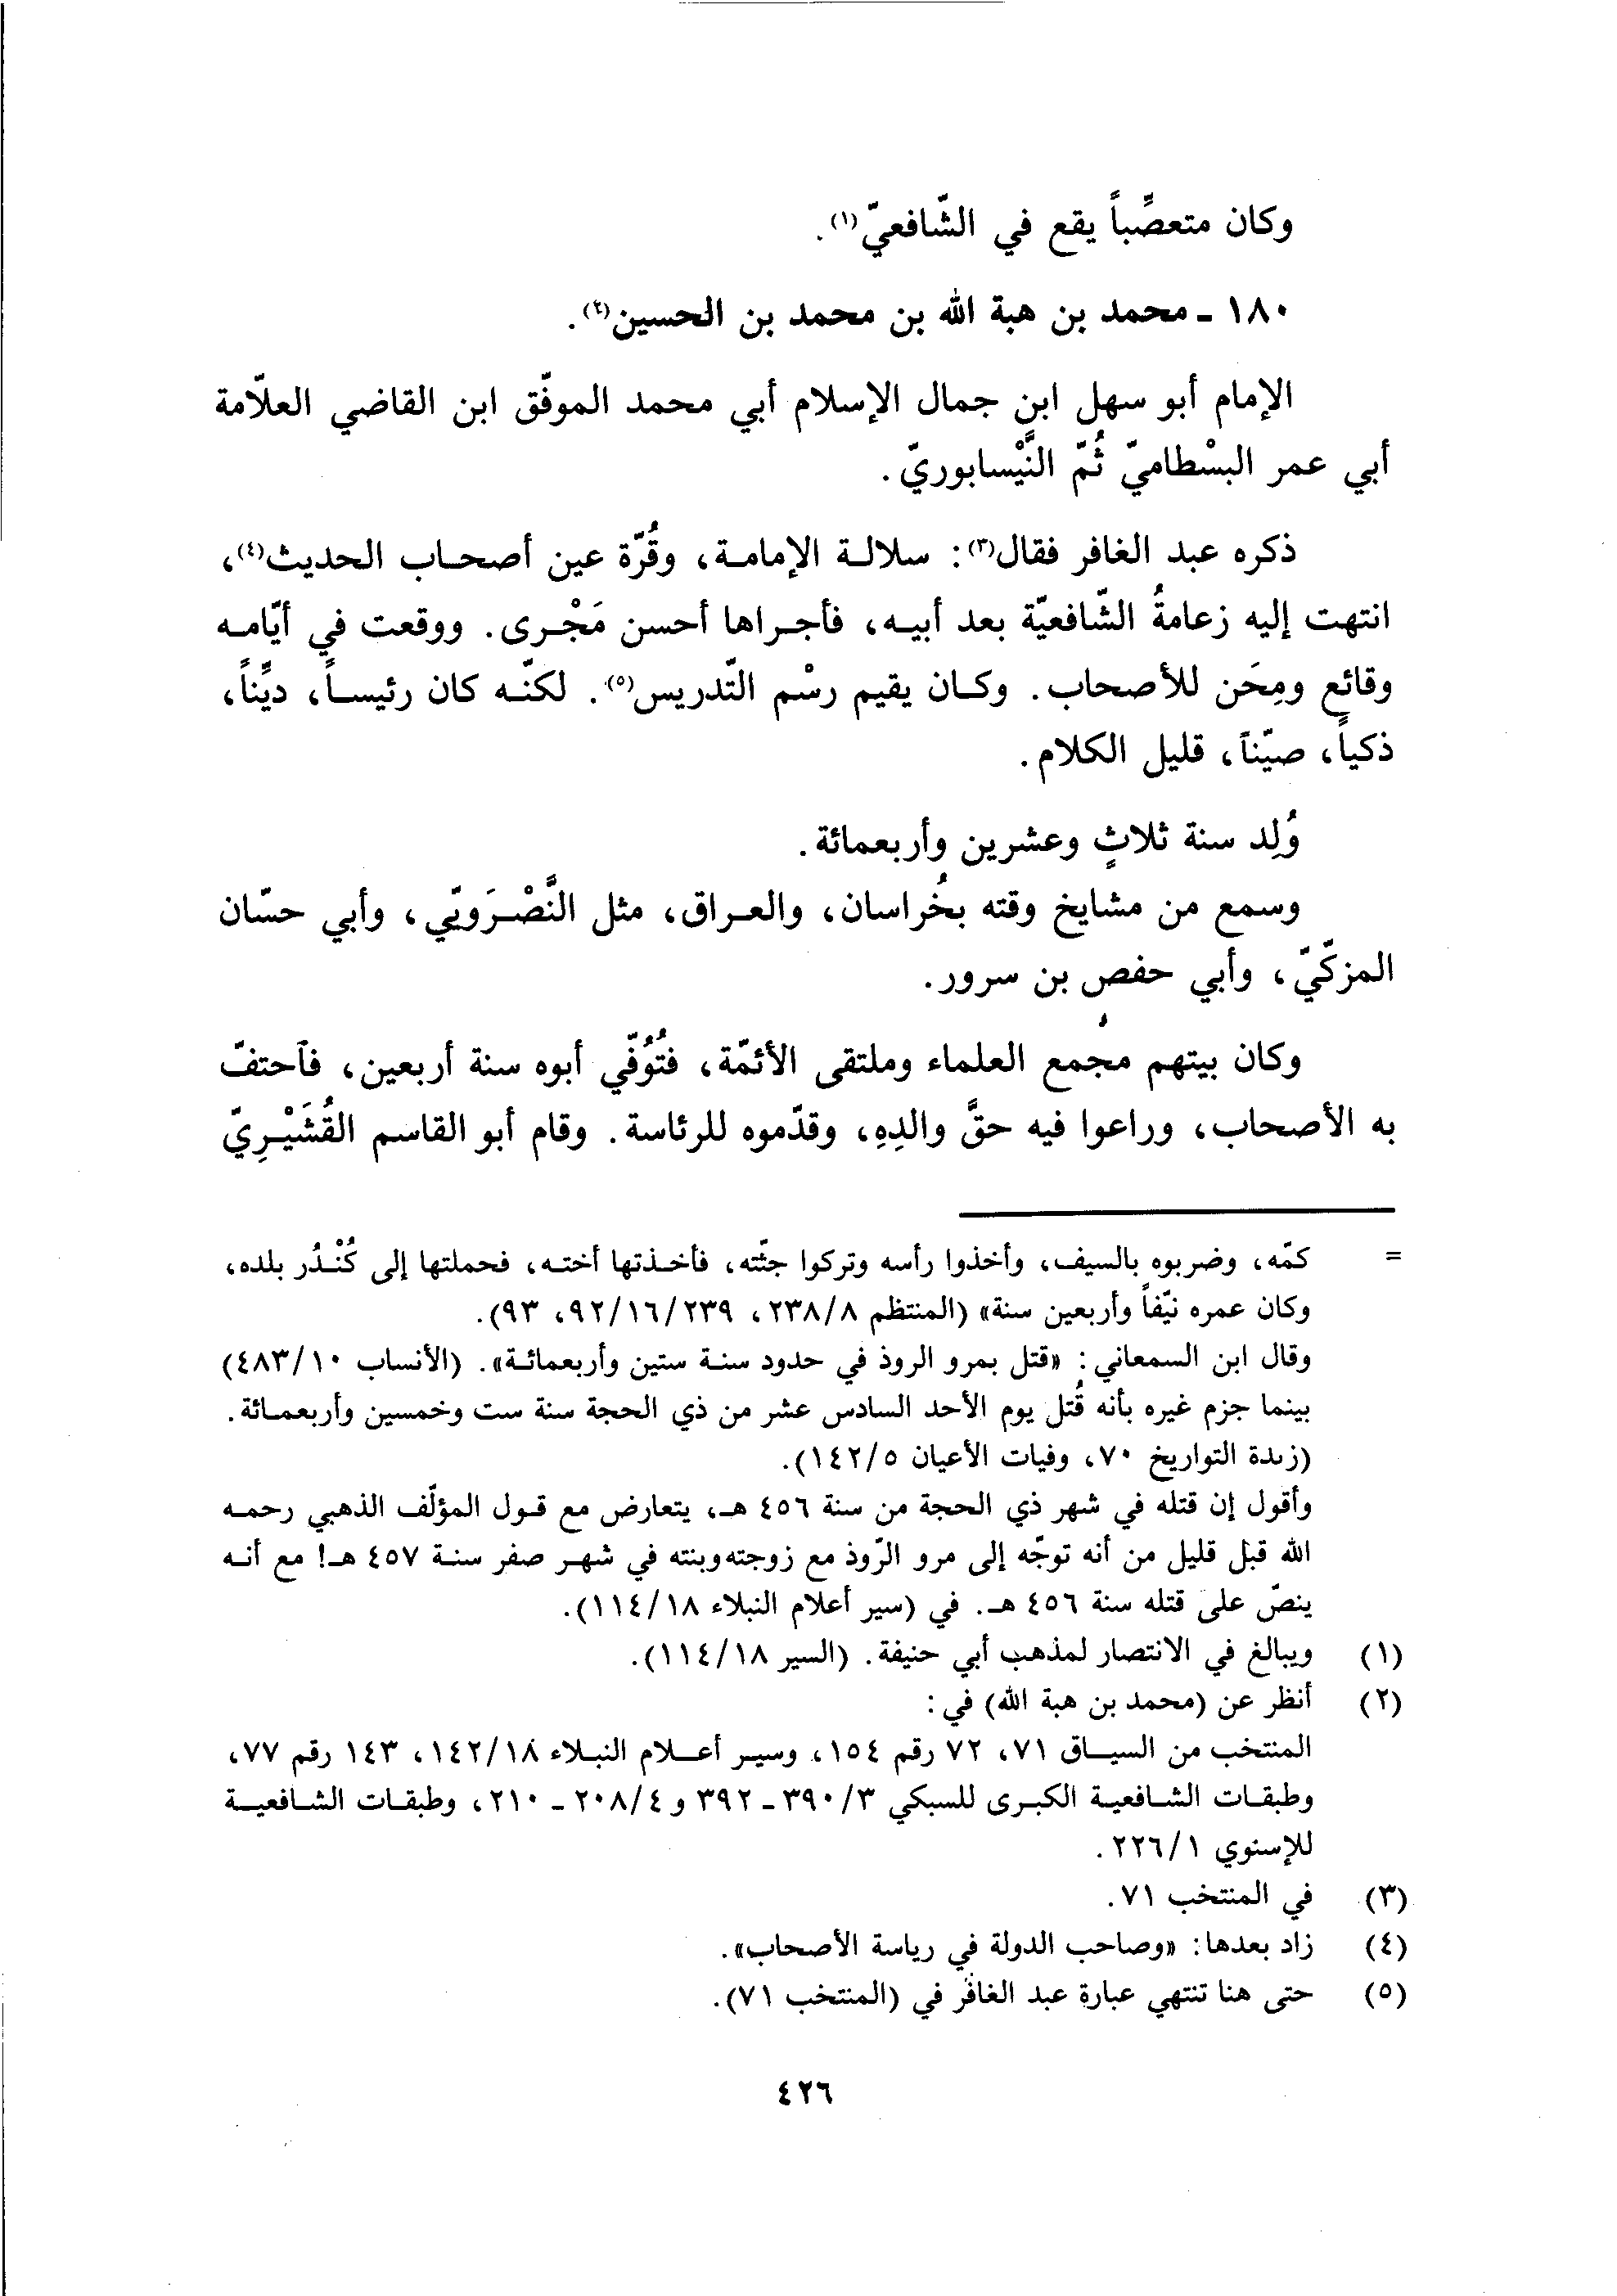 وكان متعصِّباً يقع في الشّافعيّ(١).
١٨٠ ـ محمد بن هبة الله بن محمد بن الحسين(٢).
الإمام أبو سهل ابن جمال الإسلام أبي محمد الموفّق ابن القاضي العلّامة
أبي عمر البسْطاميّ ثُمّ النَّيْسابوريّ.
ذكره عبد الغافر فقال(٣): سلالة الإمامة، وقُرّة عين أصحاب الحديث(٤)،
انتهت إليه زعامةُ الشّافعيّة بعد أبيه، فأجراها أحسن مَجْرى. ووقعت في أيّامه
وقائع ومِحَن للأصحاب. وكان يقيم رسْم التّدريس(٥). لكنّه كان رئيساً، ديِّناً،
ذكياً، صيّناً، قليل الكلام.
وُلِد سنة ثلاثٍ وعشرين وأربعمائة.
وسمع من مشايخ وقته بخُراسان، والعراق، مثل النَّصْرَويّي، وأبي حسّان
المزكّيّ، وأبي حفص بن سرور.
وكان بيتهم مجمع العلماء وملتقى الأئمّة، فتُوُفّي أبوه سنة أربعين، فآحتفّ
به الأصحاب، وراعوا فيه حقَّ والدِهِ، وقدّموه للرئاسة. وقام أبو القاسم القُشَيْرِيّ
= كمّه، وضربوه بالسيف، وأخذوا رأسه وتركوا جثّته، فأخذتها أخته، فحملتها إلى كُنْدُر بلده،
وكان عمره نيّفاً وأربعين سنة» (المنتظم ٢٣٨/٨، ٢٣٩/ ٩٢/١٦، ٩٣).
وقال ابن السمعاني: «قتل بمرو الروذ في حدود سنة ستين وأربعمائة». (الأنساب ٤٨٣/١٠)
بينما جزم غيره بأنه قُتل يوم الأحد السادس عشر من ذي الحجة سنة ست وخمسين وأربعمائة.
(زبدة التواريخ ٧٠، وفيات الأعيان ١٤٢/٥).
وأقول إن قتله في شهر ذي الحجة من سنة ٤٥٦ هـ، يتعارض مع قول المؤلّف الذهبي رحمه
الله قبل قليل من أنه توجّه إلى مرو الرّوذ مع زوجته وبنته في شهر صفر سنة ٤٥٧ هـ! مع أنه
ينصّ على قتله سنة ٤٥٦ هـ. في (سير أعلام النبلاء ١١٤/١٨).
(١) ويبالغ في الانتصار لمذهب أبي حنيفة. (السير ١١٤/١٨).
(٢) أنظر عن (محمد بن هبة الله) في:
المنتخب من السياق ٧١، ٧٢ رقم ١٥٤، وسير أعلام النبلاء ١٤٢/١٨، ١٤٣ رقم ٧٧،
وطبقات الشافعية الكبرى للسبكي ٣٩٠/٣ ـ ٣٩٢ و ٢٠٨/٤ ـ ٢١٠، وطبقات الشافعية
للإسنوي ٢٢٦/١.
(٣) في المنتخب ٧١.
(٤) زاد بعدها: «وصاحب الدولة في رياسة الأصحاب».
(٥) حتى هنا تنتهي عبارة عبد الغافر في (المنتخب ٧١).
٤٢٦